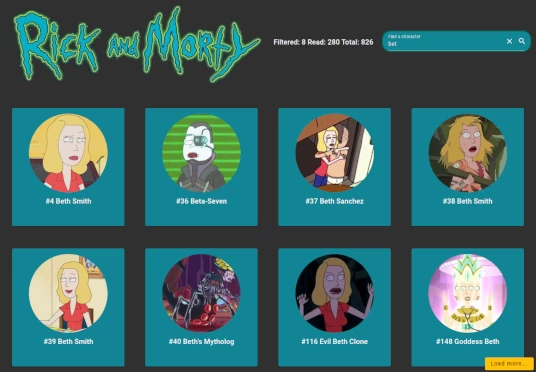 Rick and Morty
Filtered: 8 Read: 280 Total: 826
Find a character
bet
#4 Beth Smith
#36 Beta-Seven
#37 Beth Sanchez
#38 Beth Smith
#39 Beth Smith
#40 Beth's Mytholog
#116 Evil Beth Clone
#148 Goddess Beth
Load more...